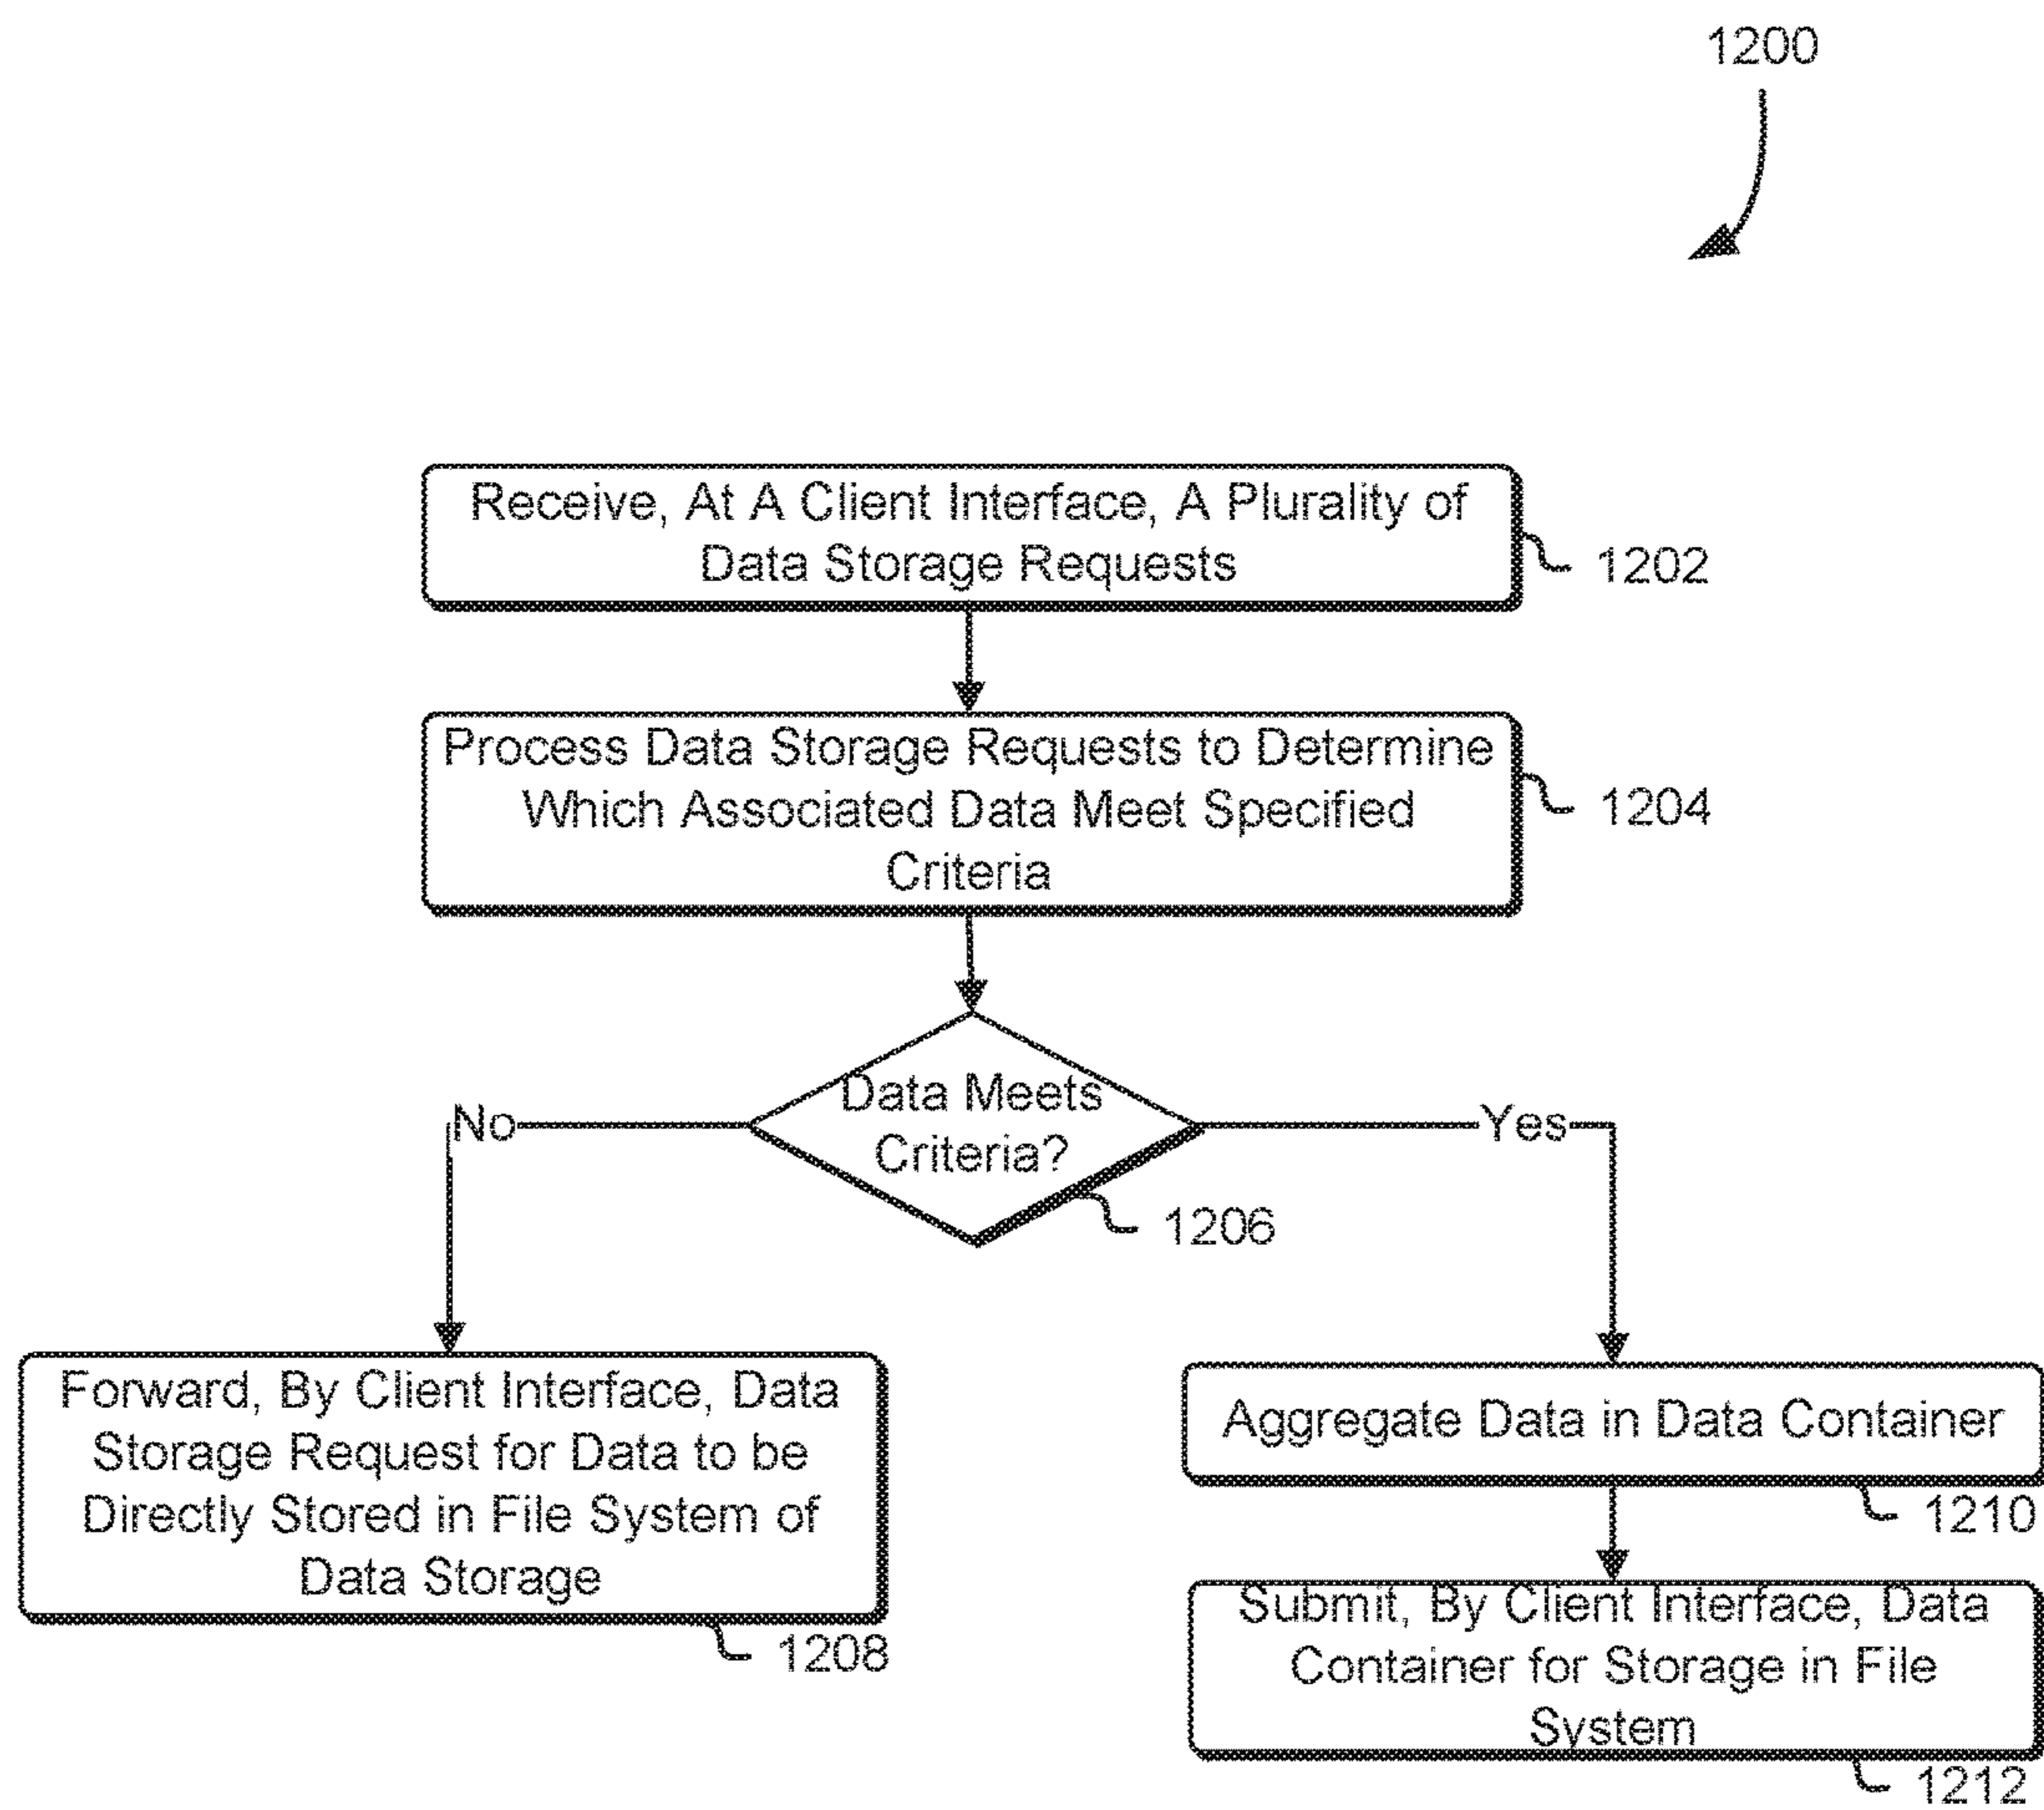 1200
Receive, At A Client Interface, A Plurality of
Data Storage Requests
1202
Process Data Storage Requests to Determine
Which Associated Data Meet Specified
Criteria
1204
Data Meets
Criteria?
1206
No
Yes
Forward, By Client Interface, Data
Storage Request for Data to be
Directly Stored in File System of
Data Storage
1208
Aggregate Data in Data Container
1210
Submit, By Client Interface, Data
Container for Storage in File
System
1212